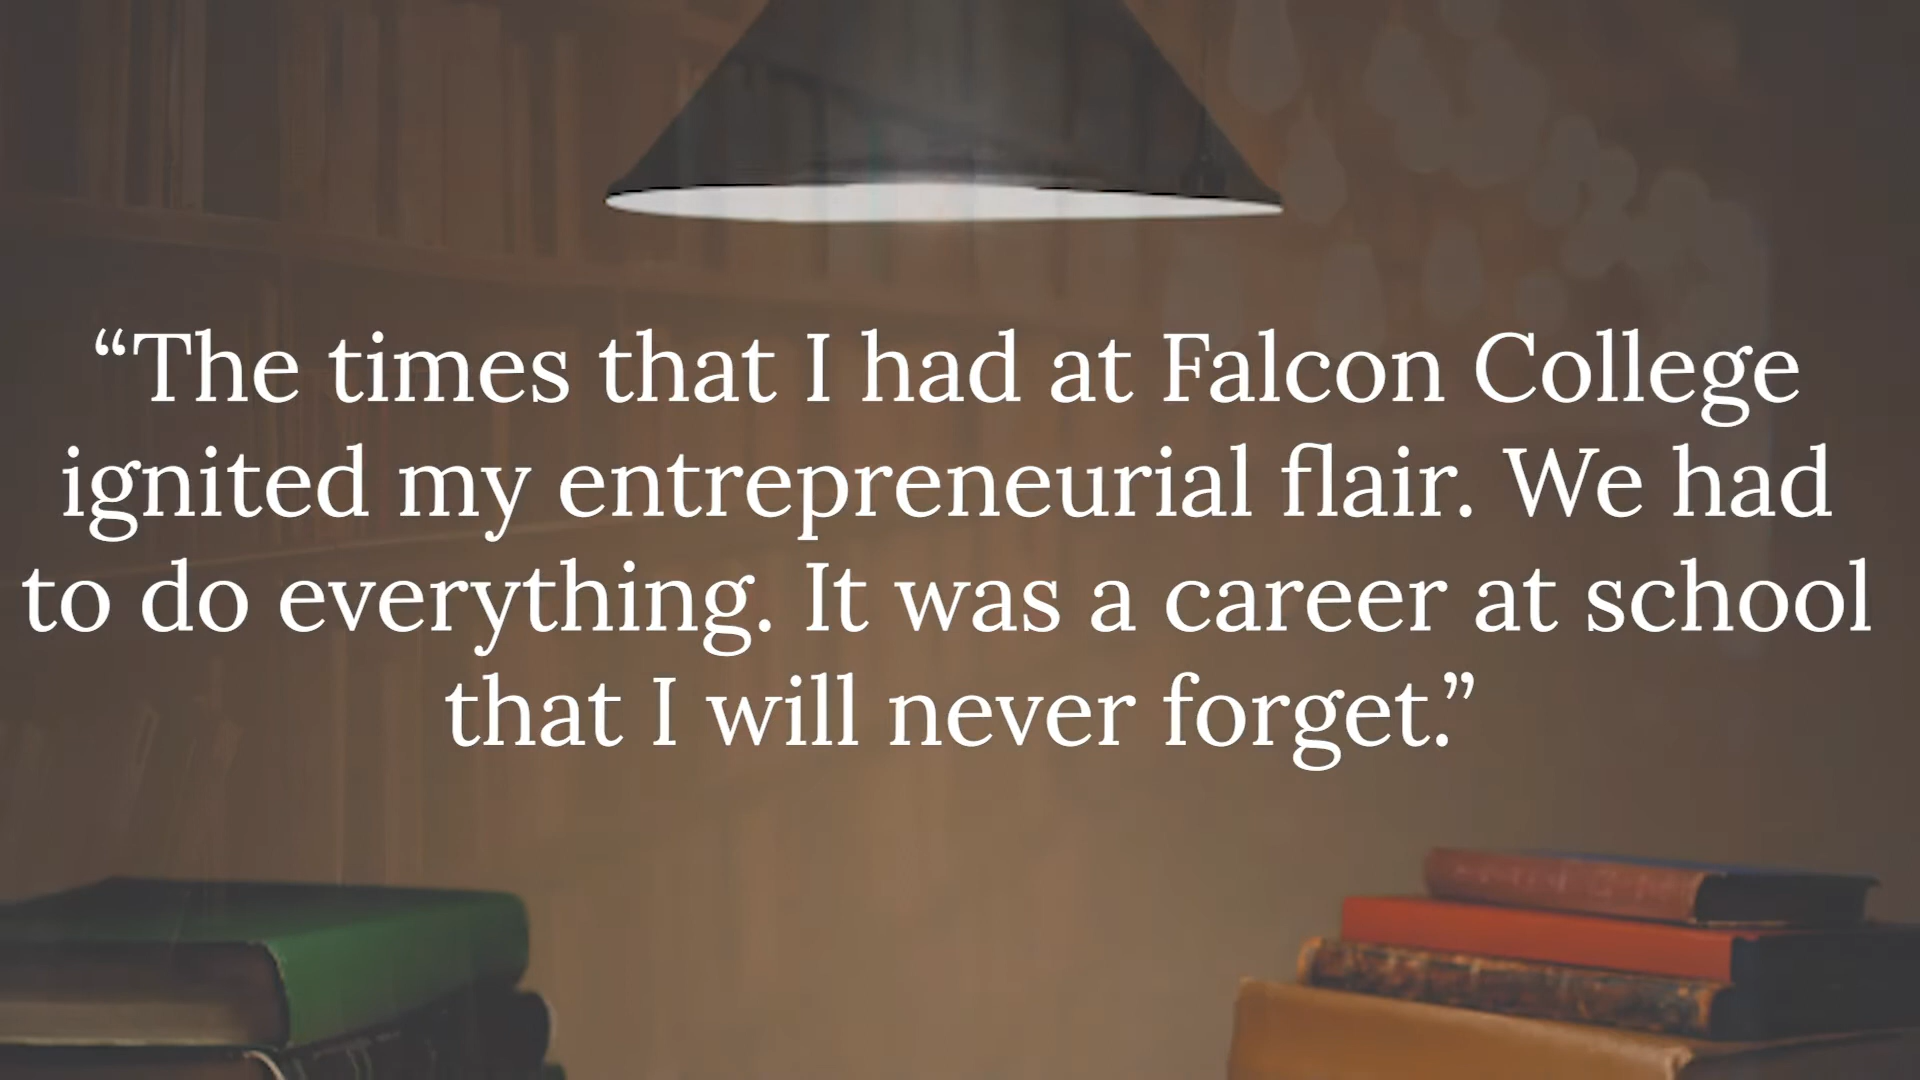 “The times that I had at Falcon College
ignited my entrepreneurial flair. We had
to do everything. It was a career at school
that I will never forget.”